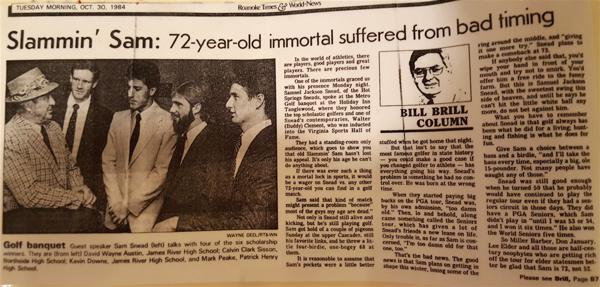 TUESDAY MORNING, OCT. 30, 1984
Roanoke Times & World-News
Slammin' Sam: 72-year-old immortal suffered from bad timing
WAYNE DEEL/RT&WN
Golf banquet Guest speaker Sam Snead (left) talks with four of the six scholarship
winners. They are (from left) David Wayne Austin, James River High School; Calvin Clark Sisson,
Northside High School; Kevin Downs, James River High School, and Mark Peake, Patrick Henry
High School.
In the world of athletics, there
are players, good players and great
players. There are precious few
immortals.
One of the immortals graced us
with his presence Monday night.
Samuel Jackson Snead, of the Hot
Springs Sneads, spoke at the Metro
Golf banquet at the Holiday Inn
Tanglewood, where they honored
the top scholastic golfers and one of
Snead's contemporaries, Walter
(Buddy) Clement, who was inducted
into the Virginia Sports Hall of
Fame.
They had a standing-room only
audience, which goes to show you
that old Slammin' Sam hasn't lost
his appeal. It's only his age he can't
do anything about.
If there was ever such a thing
as a mortal lock in sports, it would
be a wager on Snead vs. any other
72-year-old you can find in a golf
Sam said that kind of match
might present a problem "because
most of the guys my age are dead."
Not only is Snead still alive and
kicking, but he's still playing golf.
Sam got hold of a couple of pigeons
Sunday at the upper Cascades, still
his favorite links, and he threw a little
four-birdie, one-bogey 68 at
them.
It is reasonable to assume that
Sam's pockets were a little better
BILL BRILL
COLUMN
stuffed when he got home that night.
But that isn't to say that the
most famous golfer in state history
— you could make a good case if
you changed golfer to athlete — has
everything going his way. Snead's
problem is something he had no control
over. He was born at the wrong
time.
When they started paying big
bucks on the PGA tour, Snead was,
by his own admission, "too damn
old." Then, lo and behold, along
came something called the Seniors
tour, which has given a lot of
Snead's friends a new lease on life.
Only trouble is, as far as Sam is concerned,
"I'm too damn old for that
one, too."
That's the bad news. The good
news is that Sam plans on getting in
shape this winter, losing some of the
ring around the middle, and "giving
it one more try." Snead plans to
make a comeback at 73.
If anybody else said that, you'd
wipe your hand in front of your
mouth and try not to yawn. You'd
offer him a free ride to the funny
farm. But this is Samuel Jackson
Snead, with the sweetest swing this
side of heaven, and until he says he
can't hit the little white ball any
more, do not bet against him.
What you have to remember
about Snead is that golf always has
been what he did for a living; hunting
and fishing is what he does for
fun.
Give Sam a choice between a
bass and a birdie, "and I'll take the
bass every time, especially a big, ole
15-pounder. Not many people have
caught any of those."
Snead was still good enough
when he turned 50 that he probably
would have continued to play the
regular tour even if they had a seniors
circuit in those days. They did
have a PGA Seniors, which Sam
didn't play in "until I was 53 or 54,
and I won it six times." He also won
the World Seniors five times.
So Miller Barber, Don January,
Lee Elder and all those half-century
neophytes who are getting rich
off the tour for elder statesmen better
be glad that Sam is 72, not 52.
Please see Brill, Page B7